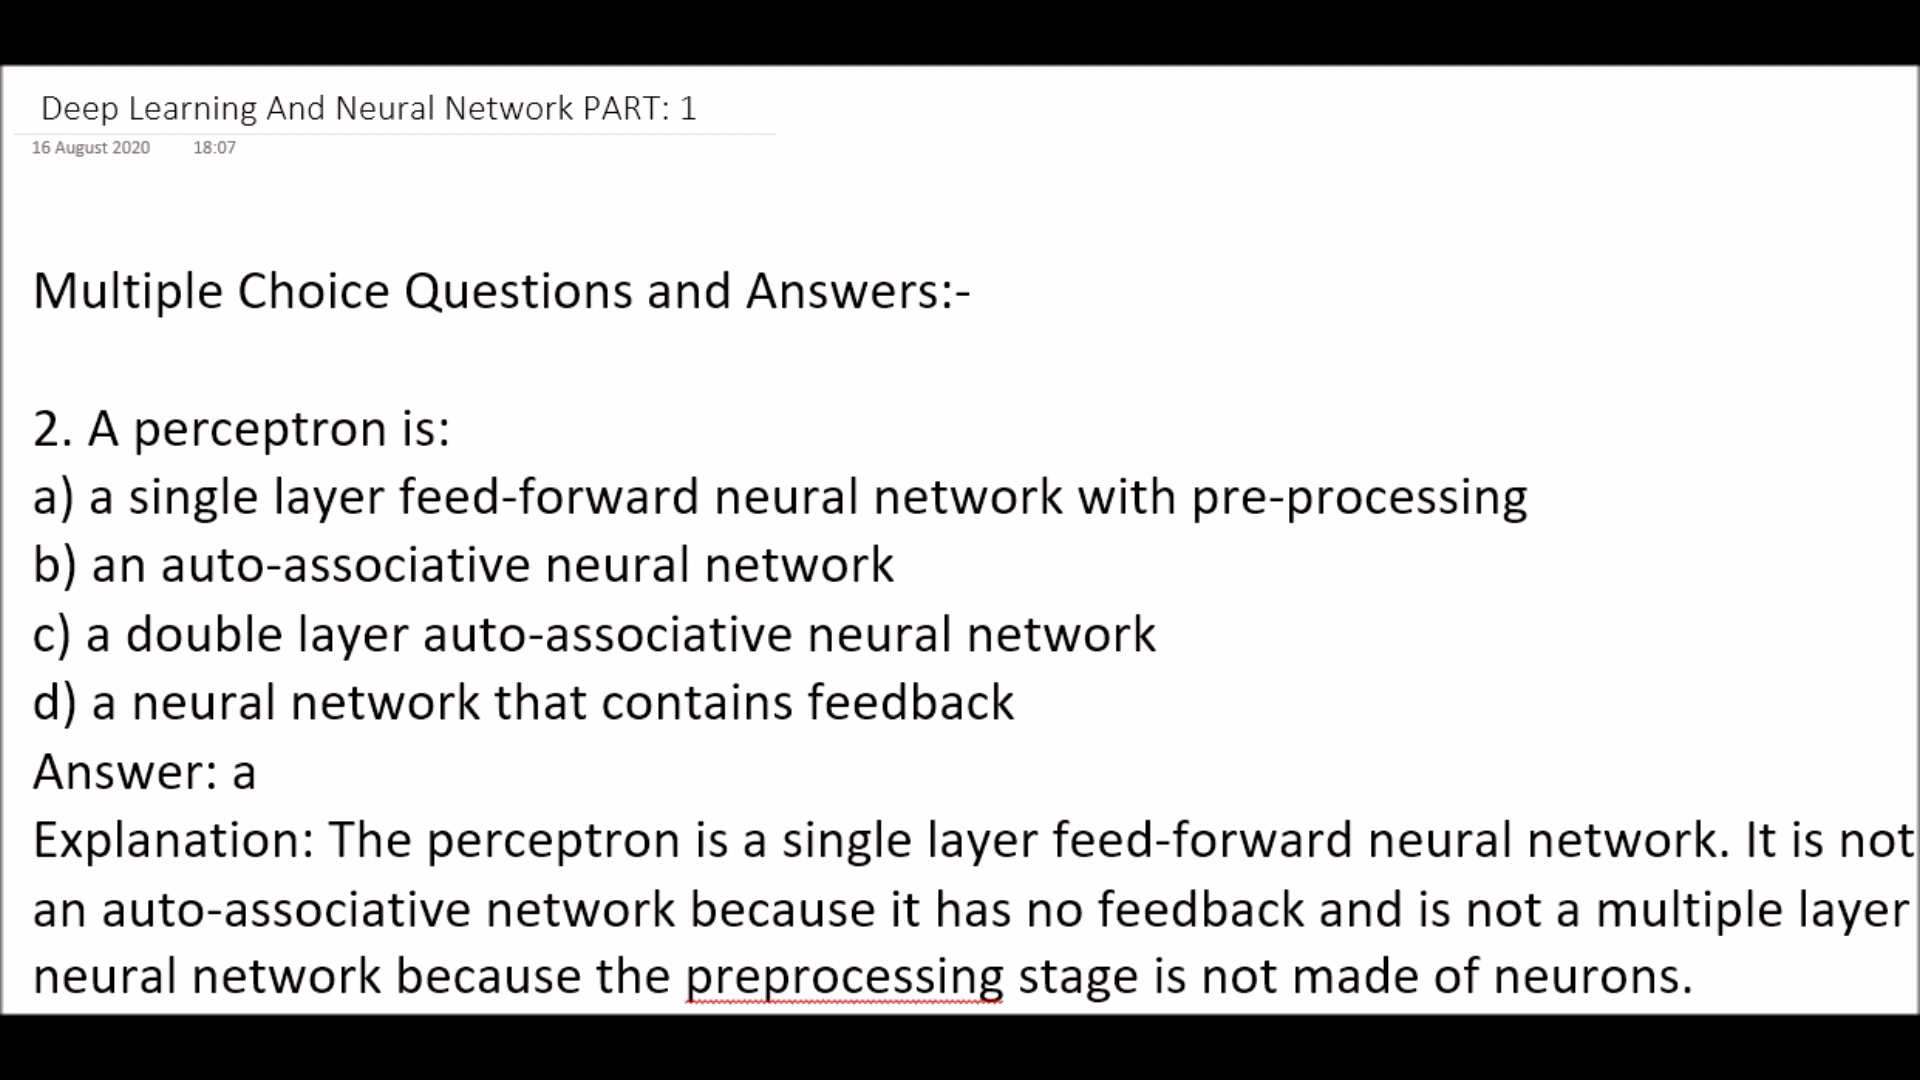 Deep Learning And Neural Network PART: 1
16 August 2020 18:07
Multiple Choice Questions and Answers:-
2. A perceptron is:
a) a single layer feed-forward neural network with pre-processing
b) an auto-associative neural network
c) a double layer auto-associative neural network
d) a neural network that contains feedback
Answer: a
Explanation: The perceptron is a single layer feed-forward neural network. It is not
an auto-associative network because it has no feedback and is not a multiple layer
neural network because the preprocessing stage is not made of neurons.